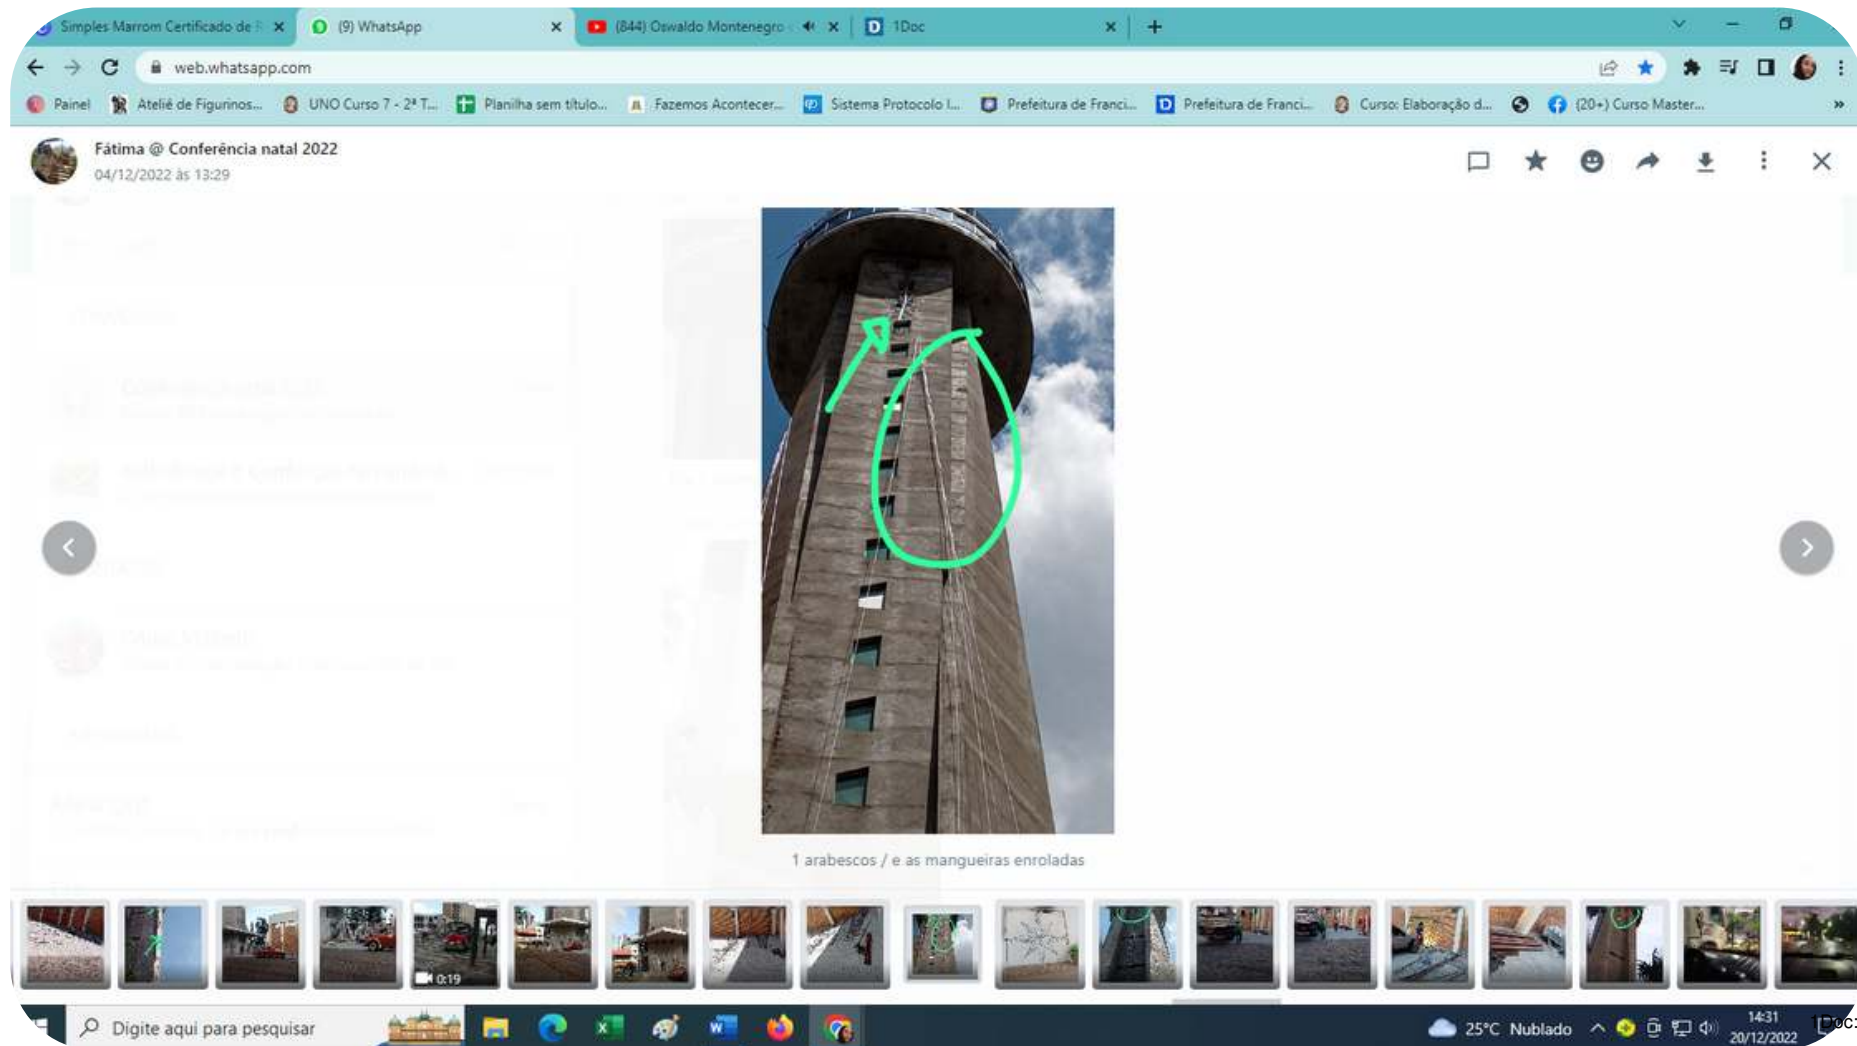 Simples Marrom Certificado de
(9) WhatsApp
(844) Oswaldo Montenegro
1Doc
web.whatsapp.com
Painel
Ateliê de Figurinos...
UNO Curso 7 - 2ª T...
Planilha sem título...
Fazemos Acontecer...
Sistema Protocolo I...
Prefeitura de Franci...
Prefeitura de Franci...
Curso: Elaboração d...
(20+) Curso Master...
Fátima @ Conferência natal 2022
04/12/2022 às 13:29
1 arabescos / e as mangueiras enroladas
0:19
Digite aqui para pesquisar
25°C Nublado
14:31
20/12/2022
1Doc: